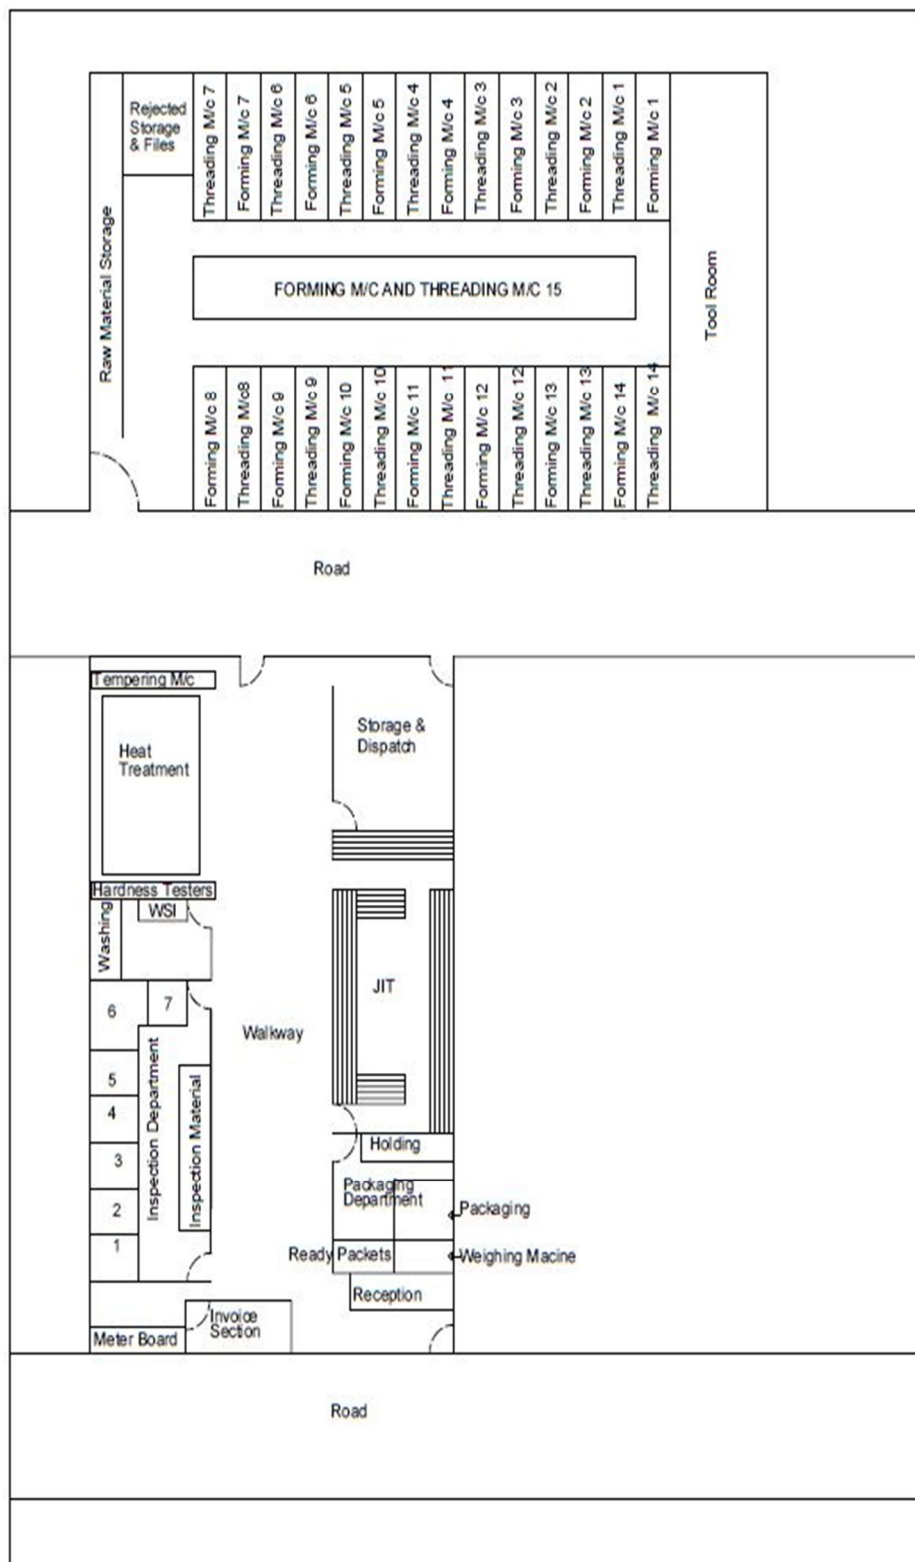 Rejected
Storage
& Files
Threading M/c 7
Forming M/c 7
Threading M/c 6
Forming M/c 6
Threading M/c 5
Forming M/c 5
Threading M/c 4
Forming M/c 4
Threading M/c 3
Forming M/c 3
Threading M/c 2
Forming M/c 2
Threading M/c 1
Forming M/c 1
Raw Material Storage
FORMING M/C AND THREADING M/C 15
Tool Room
Forming M/c 8
Threading M/c8
Forming M/c 9
Threading M/c 9
Forming M/c 10
Threading M/c 10
Forming M/c 11
Threading M/c 11
Forming M/c 12
Threading M/c 12
Forming M/c 13
Threading M/c 13
Forming M/c 14
Threading M/c 14
Road
Tempering M/c
Heat
Treatment
Storage &
Dispatch
Hardness Testers
Washing
WSI
JIT
6
7
Walkway
5
4
3
2
1
Inspection Department
Inspection Material
Holding
Packaging
Department
Packaging
Ready Packets
Weighing Macine
Reception
Invoice
Section
Meter Board
Road